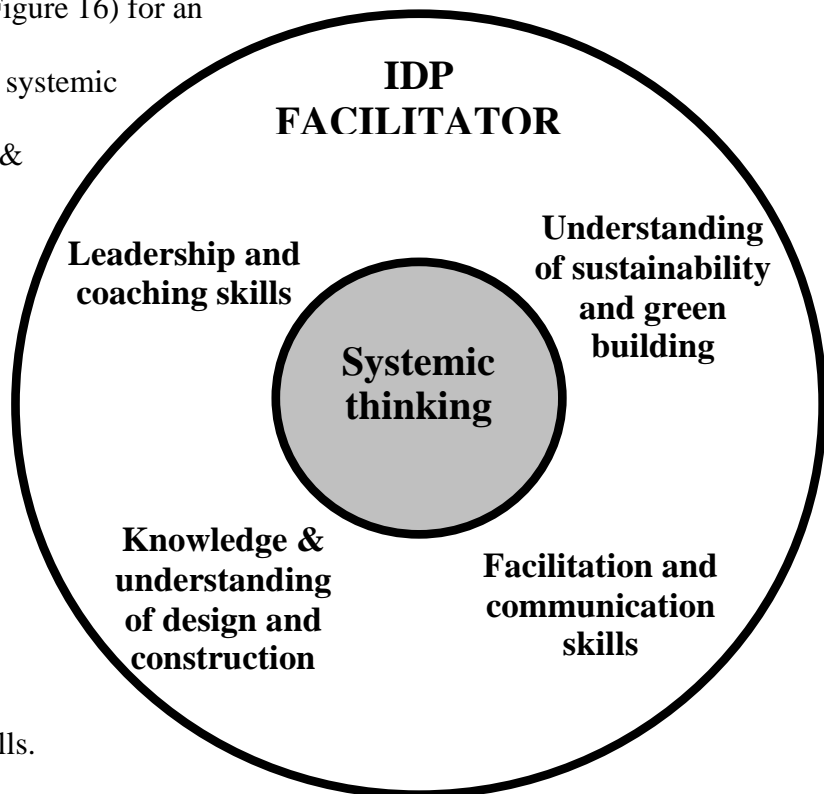 Figure 16) for an
systemic
&
lls.
IDP
FACILITATOR
Leadership and
coaching skills
Understanding
of sustainability
and green
building
Systemic
thinking
Knowledge &
understanding
of design and
construction
Facilitation and
communication
skills